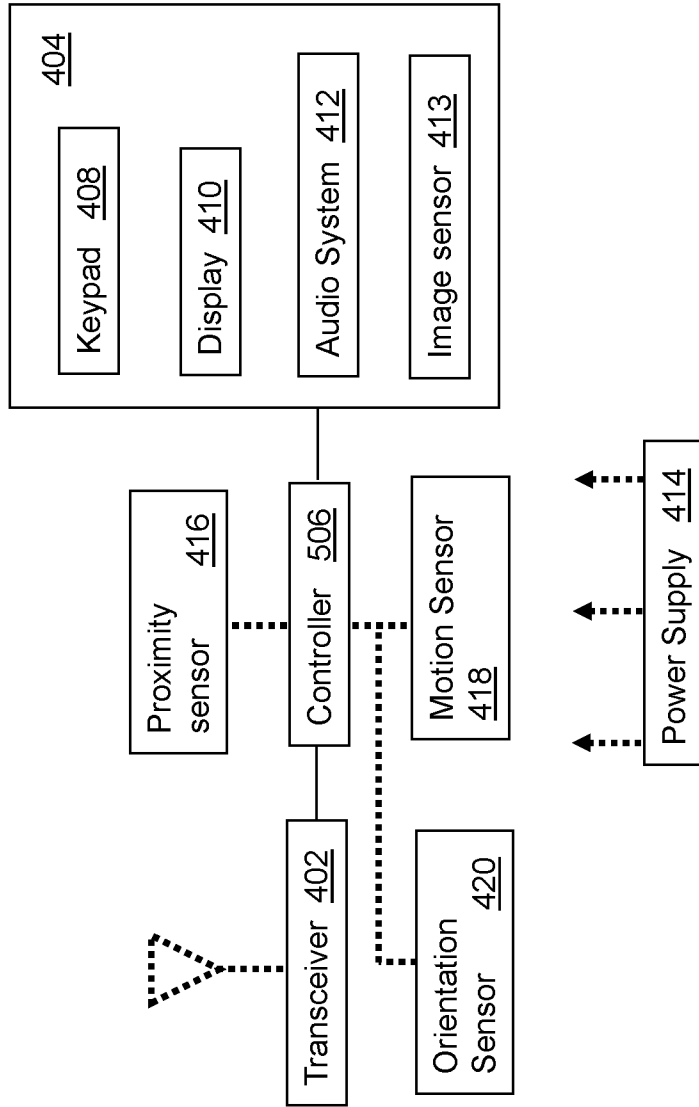 404
Keypad 408
Display 410
Audio System 412
Image sensor 413
Proximity
sensor 416
Controller 506
Motion Sensor
418
Transceiver 402
Orientation
Sensor 420
Power Supply 414